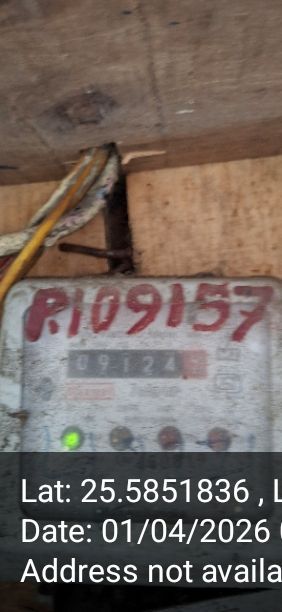 R109157
09124
Lat: 25.5851836 , L
Date: 01/04/2026
Address not availa